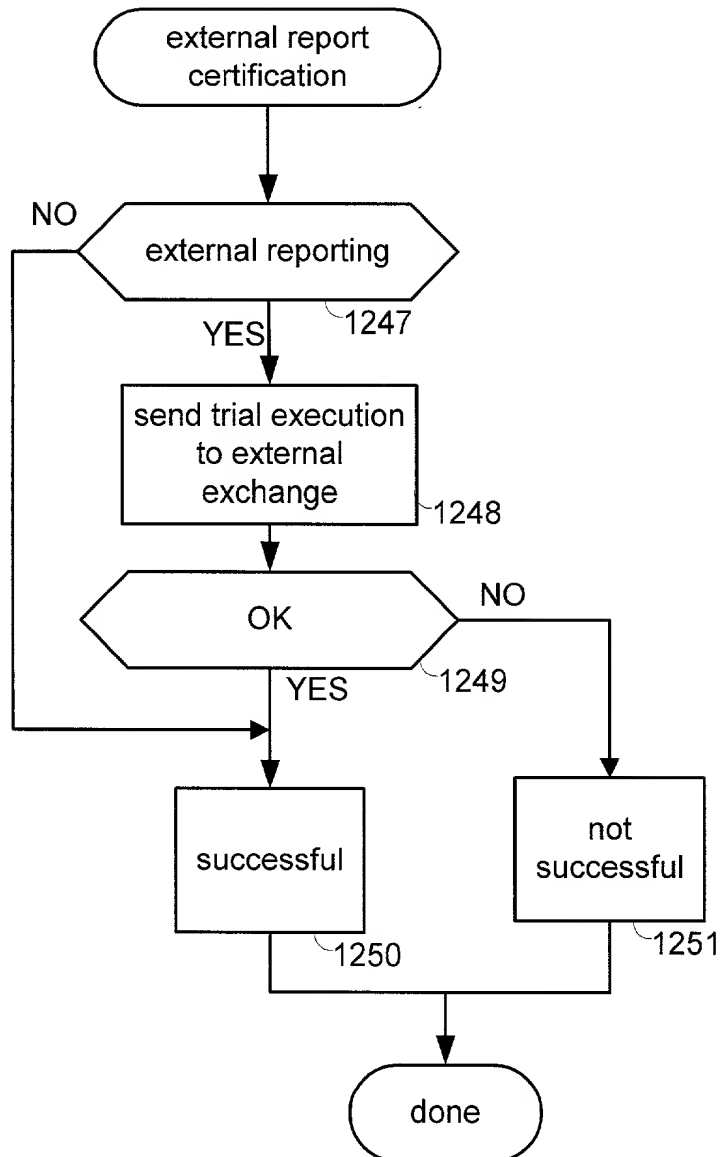 external report
certification
NO
external reporting
1247
YES
send trial execution
to external
exchange
1248
OK
NO
1249
YES
successful
1250
not
successful
1251
done